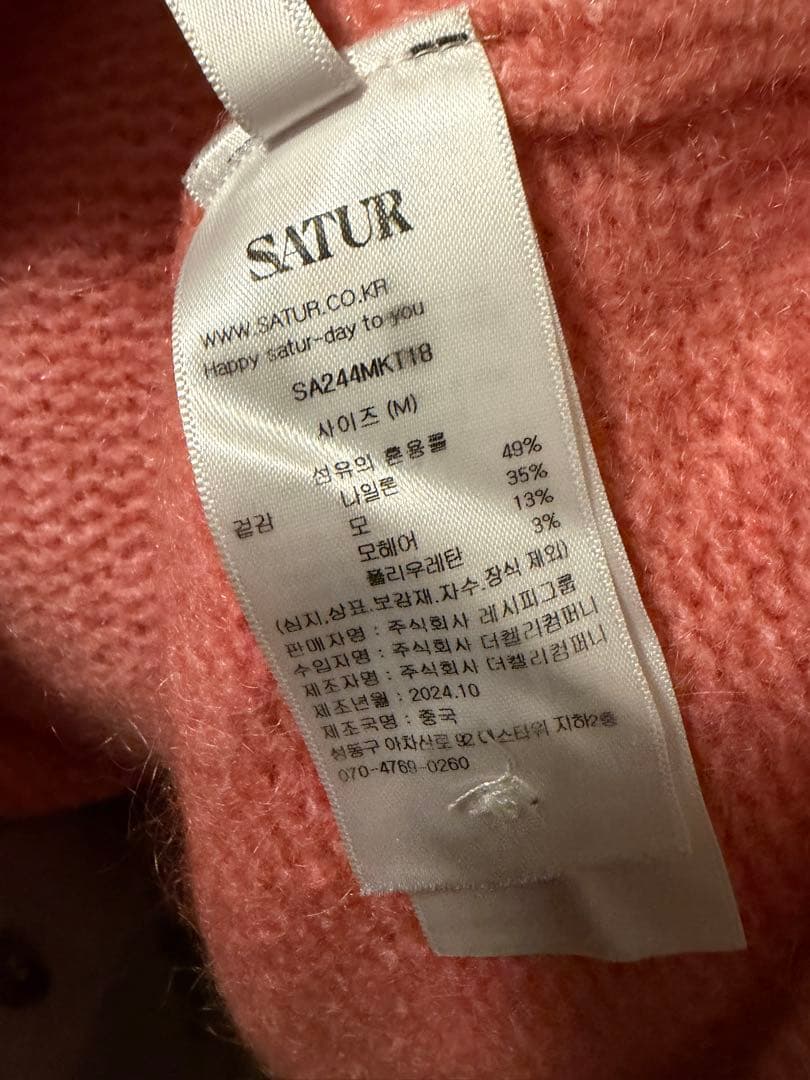 SATUR
WWW.SATUR.CO.KR
Happy satur-day to you
SA244MKT18
사이즈 (M)
섬유의 혼용률
겉감 나일론 49%
모 35%
모헤어 13%
폴리우레탄 3%
(심지.상표.보강재.자수.장식 제외)
판매자명 : 주식회사 레시피그룹
수입자명 : 주식회사 더켈리컴퍼니
제조자명 : 주식회사 더켈리컴퍼니
제조년월 : 2024.10
제조국명 : 중국
성동구 아차산로 92 지하2층
070-4769-0260